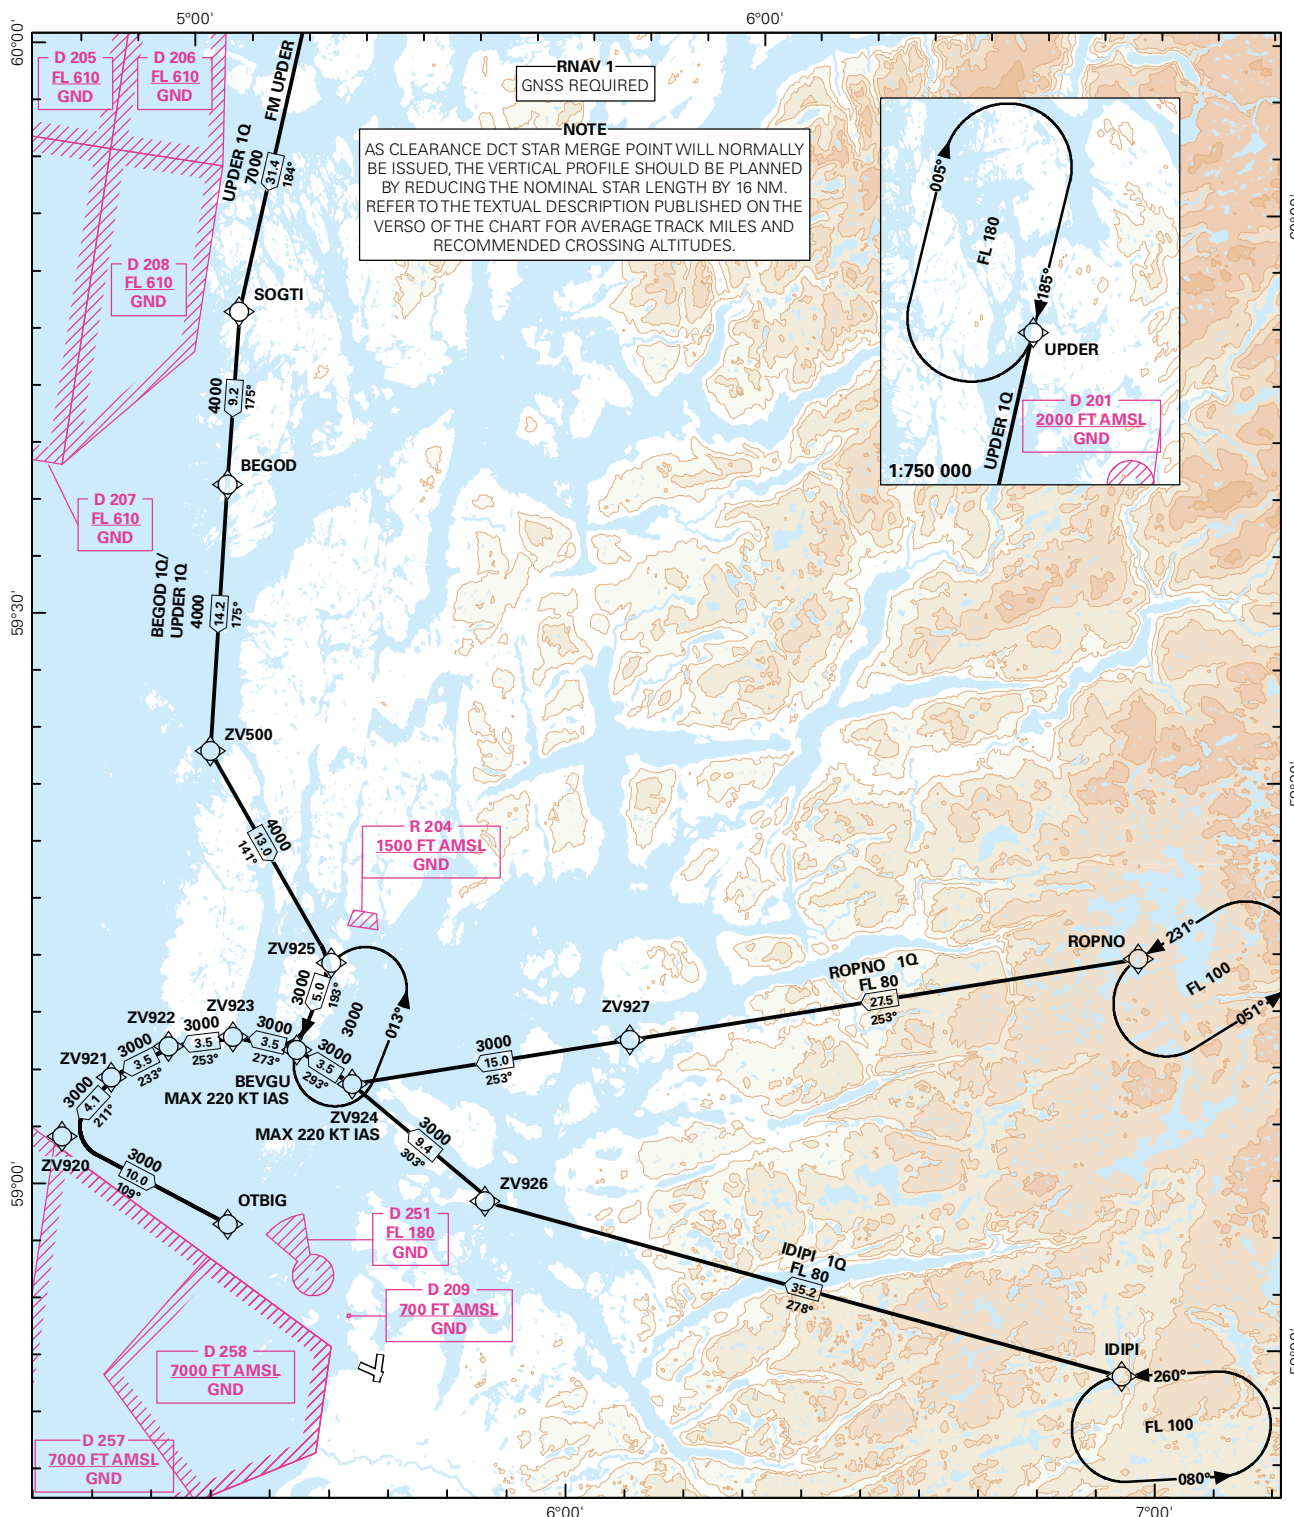 5°00'
6°00'
60°00'
D 205
FL 610
GND
D 206
FL 610
GND
FM UPDER
UPDER 1Q
7000
31.4
184°
RNAV 1
GNSS REQUIRED
NOTE
AS CLEARANCE DCT STAR MERGE POINT WILL NORMALLY
BE ISSUED, THE VERTICAL PROFILE SHOULD BE PLANNED
BY REDUCING THE NOMINAL STAR LENGTH BY 16 NM.
REFER TO THE TEXTUAL DESCRIPTION PUBLISHED ON THE
VERSO OF THE CHART FOR AVERAGE TRACK MILES AND
RECOMMENDED CROSSING ALTITUDES.
005°
FL 180
185°
UPDER
UPDER 1Q
D 201
2000 FT AMSL
GND
1:750 000
D 208
FL 610
GND
SOGTI
4000
9.2
175°
BEGOD
D 207
FL 610
GND
BEGOD 1Q/
UPDER 1Q
4000
14.2
175°
59°30'
ZV500
4000
13.0
141°
R 204
1500 FT AMSL
GND
ZV925
3000
5.0
193°
3000
013°
ROPNO
231°
FL 100
051°
ROPNO 1Q
FL 80
27.5
253°
ZV927
3000
15.0
253°
ZV923
ZV922
ZV921
3000
3.5
293°
3000
3.5
273°
3000
3.5
253°
3000
3.5
233°
3000
4.1
211°
BEVGU
MAX 220 KT IAS
ZV924
MAX 220 KT IAS
3000
9.4
303°
ZV920
3000
10.0
109°
OTBIG
59°00'
ZV926
D 251
FL 180
GND
IDIPI 1Q
FL 80
35.2
278°
D 209
700 FT AMSL
GND
D 258
7000 FT AMSL
GND
IDIPI
260°
FL 100
080°
D 257
7000 FT AMSL
GND
6°00'
7°00'